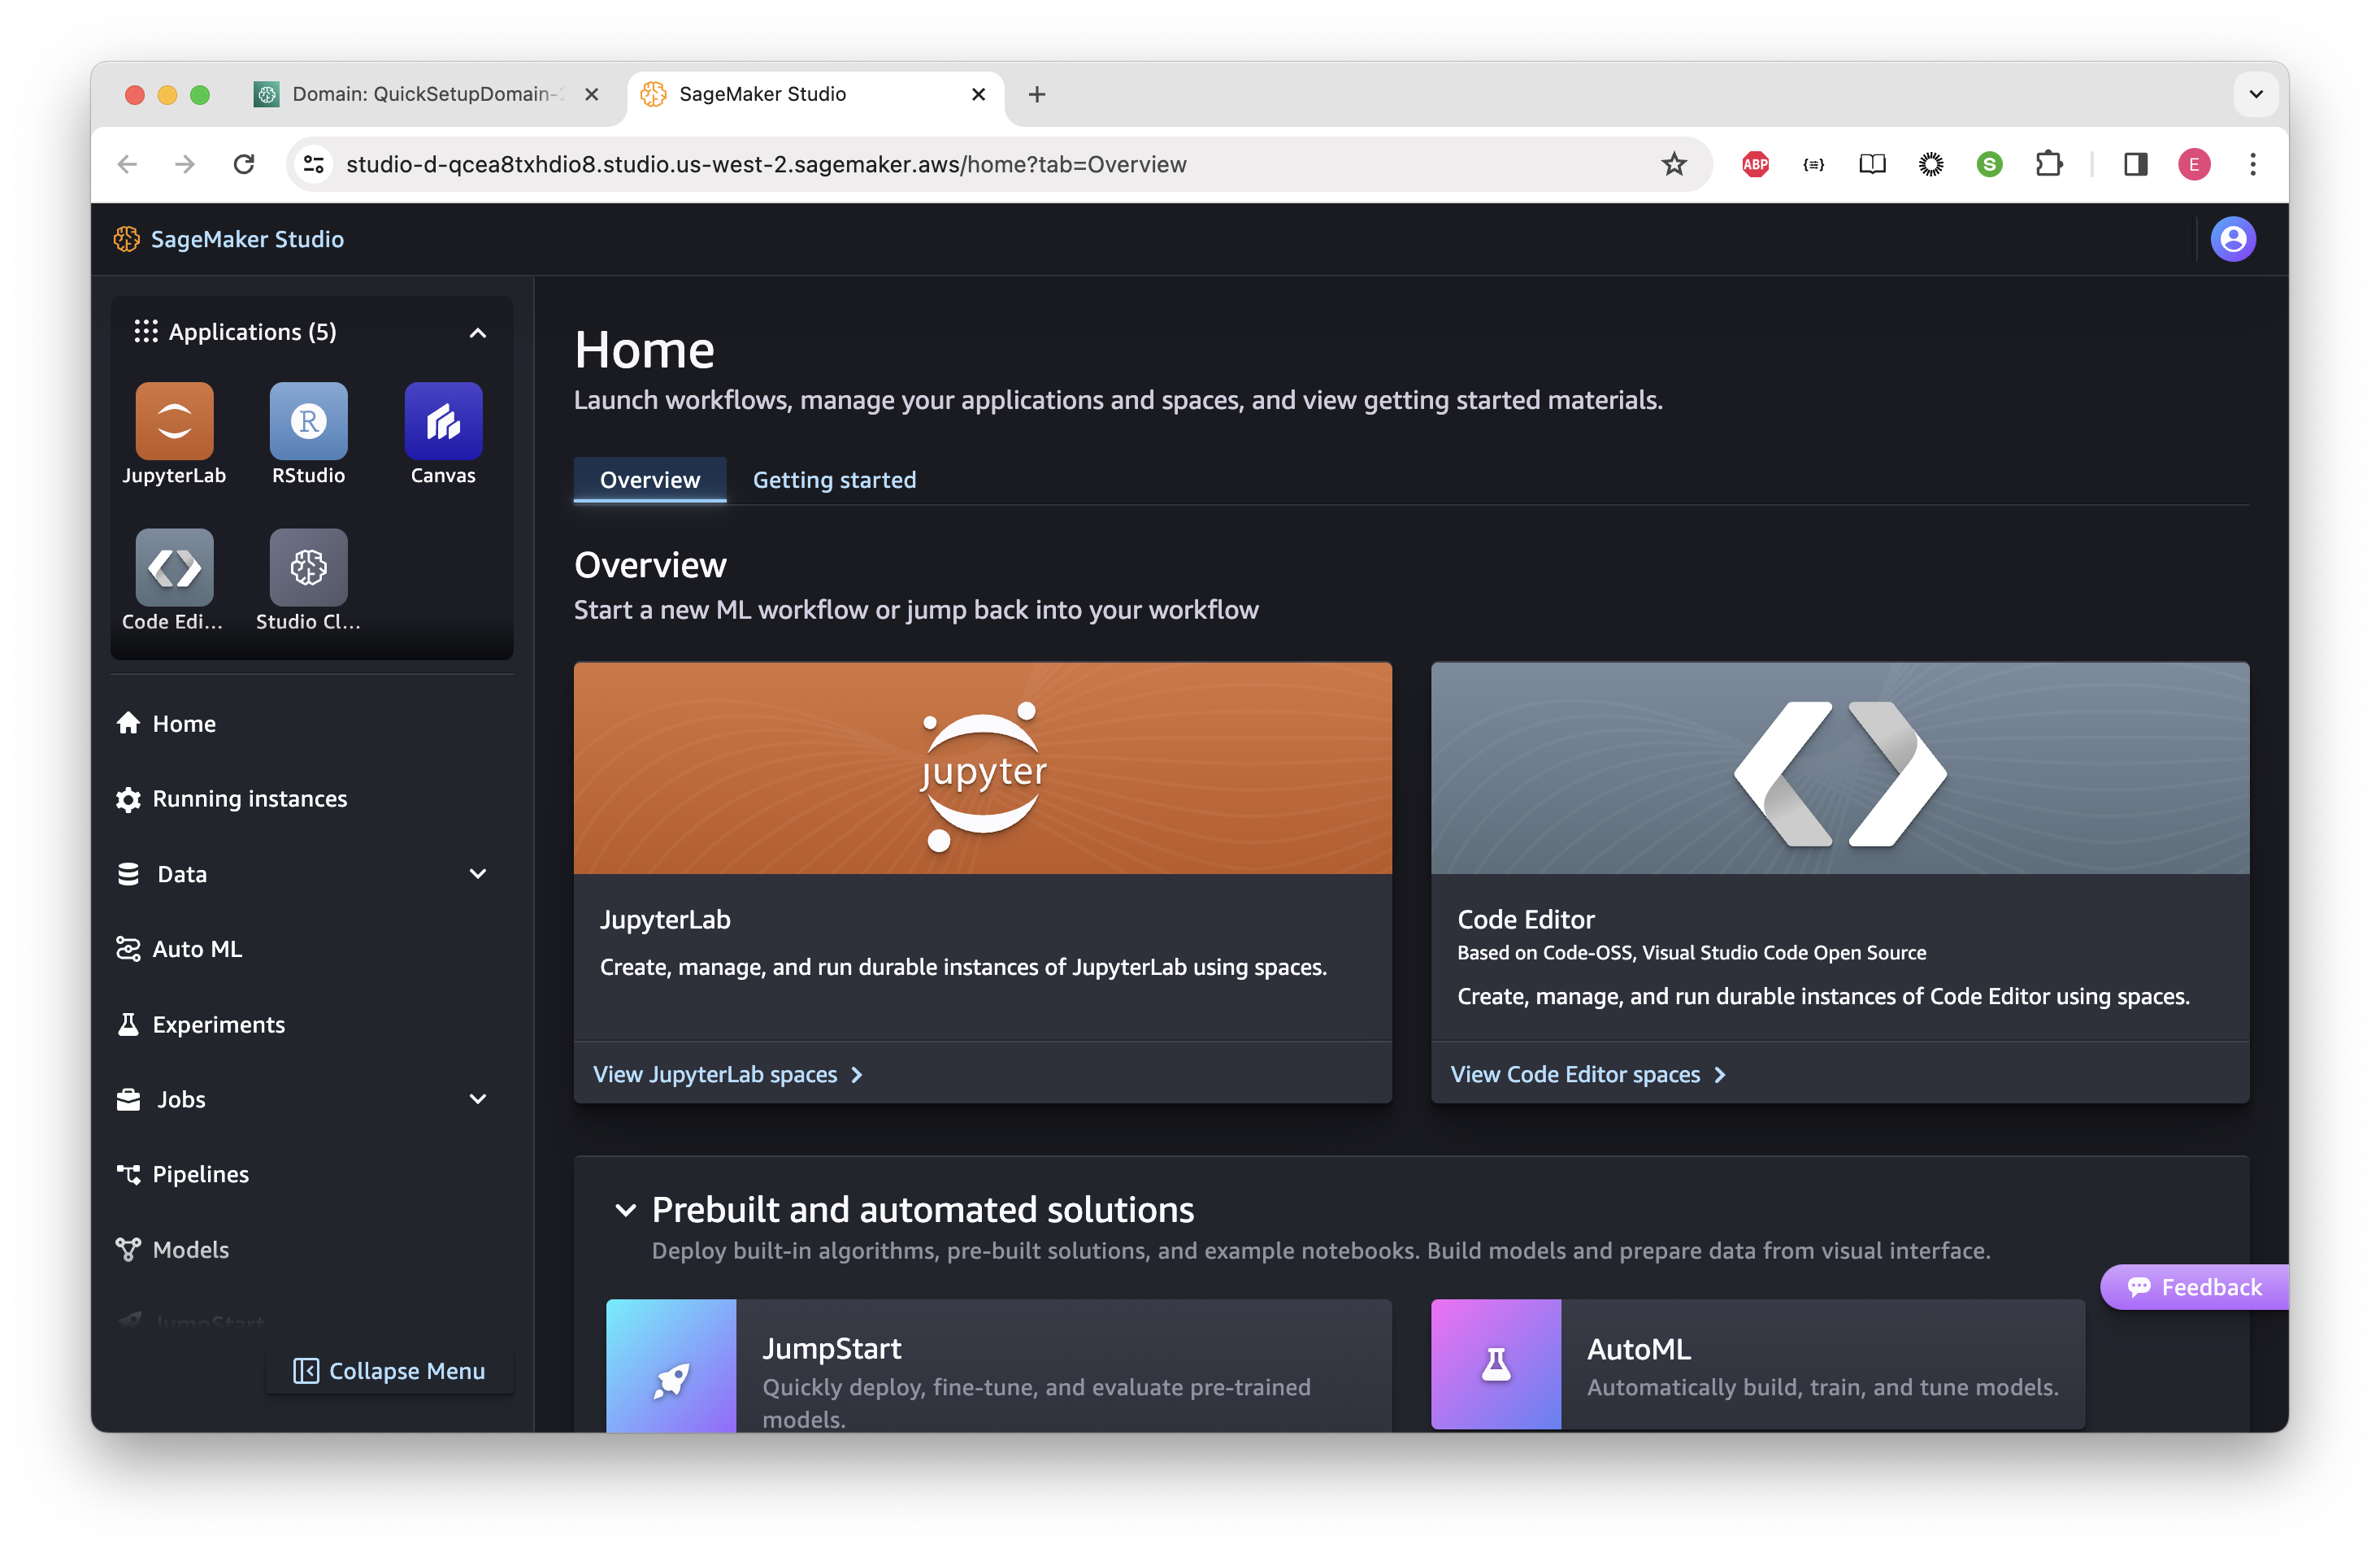 Domain: QuickSetupDomain-
SageMaker Studio
studio-d-qcea8txhdio8.studio.us-west-2.sagemaker.aws/home?tab=Overview
ABP
{≡}
S
E
SageMaker Studio
Applications (5)
R
JupyterLab
RStudio
Canvas
Code Edi...
Studio Cl...
Home
Running instances
Data
Auto ML
Experiments
Jobs
Pipelines
Models
JumpStart
Collapse Menu
Home
Launch workflows, manage your applications and spaces, and view getting started materials.
Overview
Getting started
Overview
Start a new ML workflow or jump back into your workflow
jupyter
JupyterLab
Create, manage, and run durable instances of JupyterLab using spaces.
View JupyterLab spaces
Code Editor
Based on Code-OSS, Visual Studio Code Open Source
Create, manage, and run durable instances of Code Editor using spaces.
View Code Editor spaces
Prebuilt and automated solutions
Deploy built-in algorithms, pre-built solutions, and example notebooks. Build models and prepare data from visual interface.
JumpStart
Quickly deploy, fine-tune, and evaluate pre-trained
models.
AutoML
Automatically build, train, and tune models.
Feedback